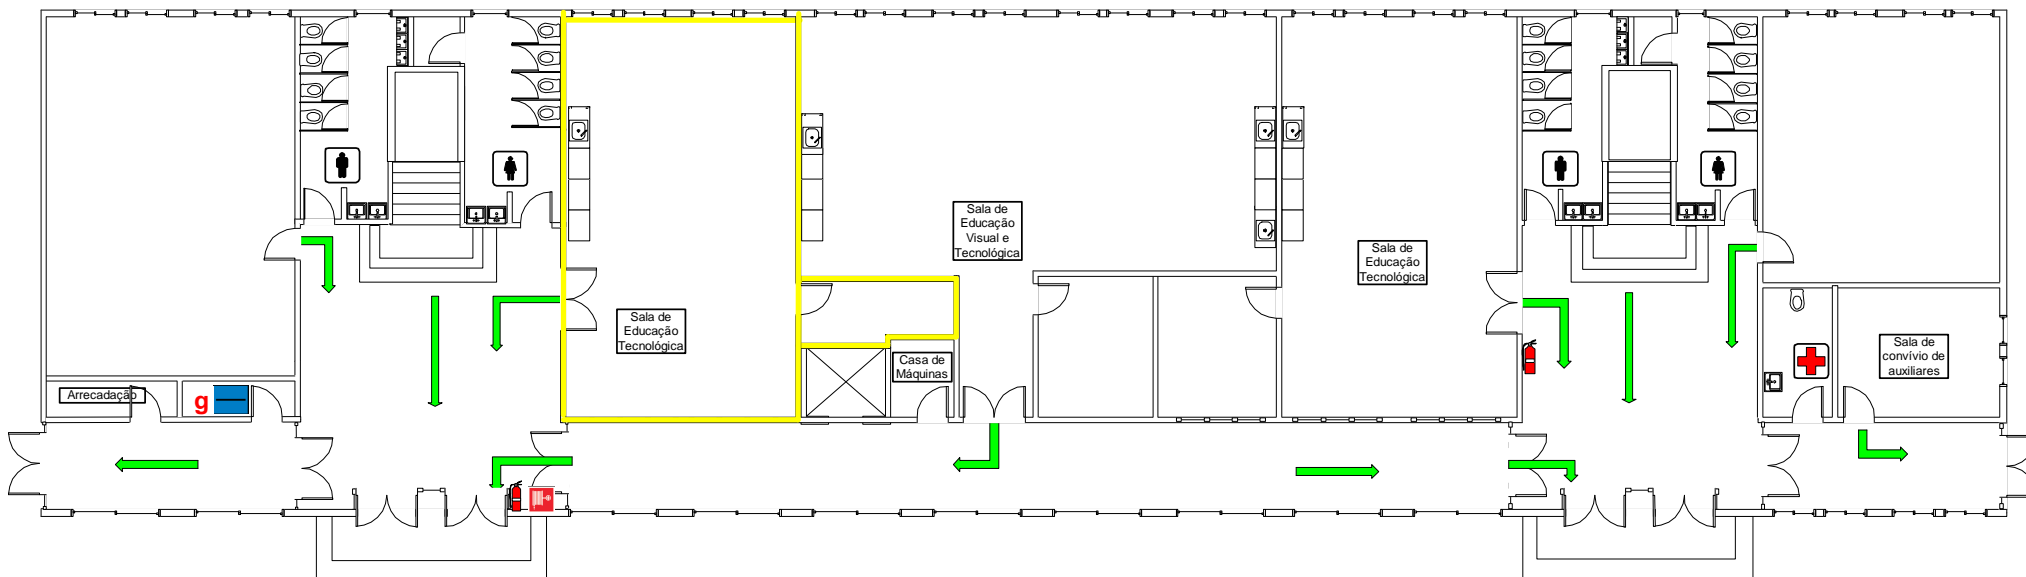 Sala de
Educação
Visual e
Tecnológica
Sala de
Educação
Tecnológica
Sala de
Educação
Tecnológica
Sala de
convívio de
auxiliares
Casa de
Máquinas
Arrecadação
g